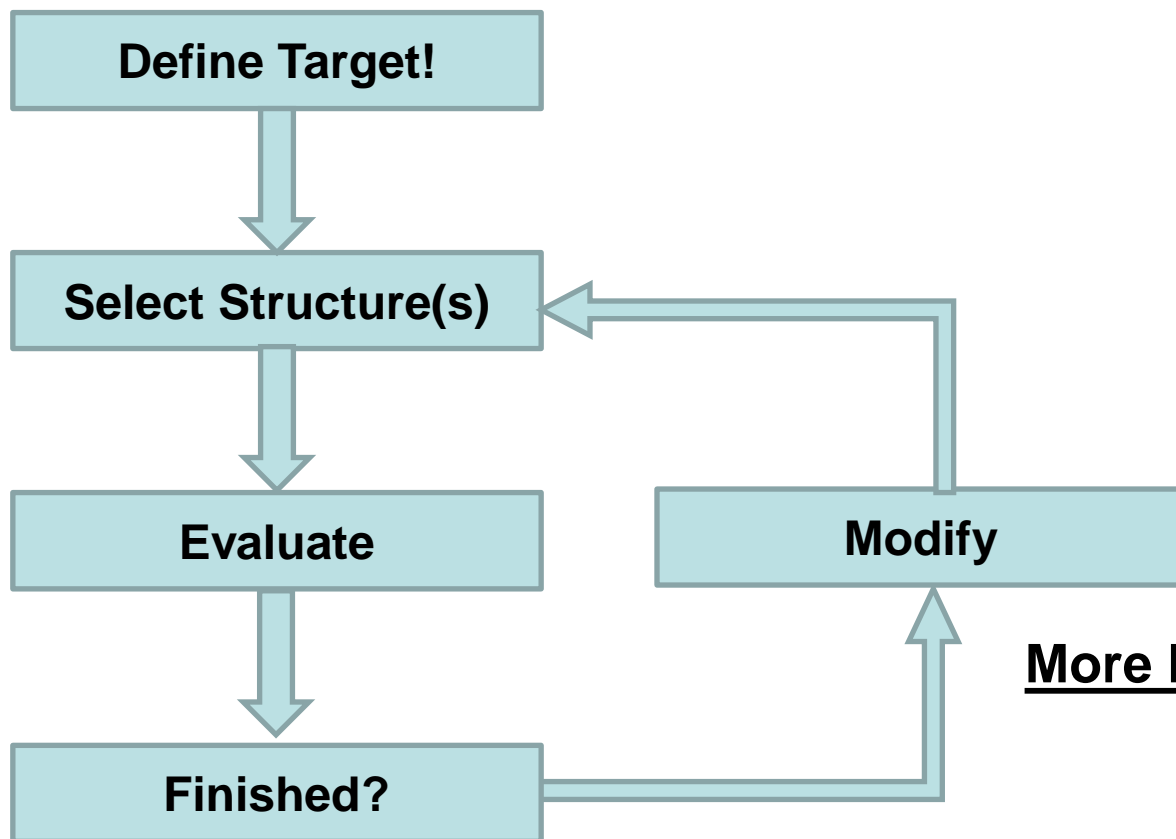 Define Target!
Select Structure(s)
Evaluate
Modify
More
Finished?